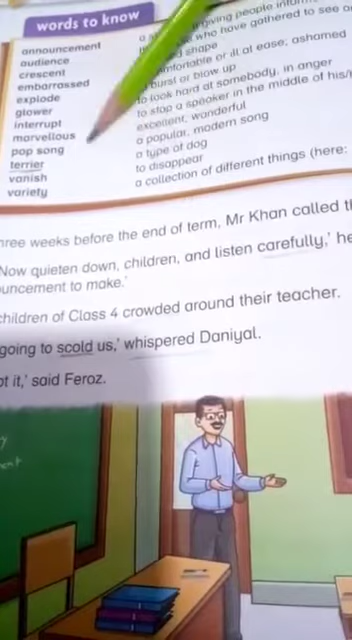 words to know
announcement a giving people
audience who have gathered to see or
crescent shape
embarrassed ill at ease, ashamed
explode burst or blow up
glower to look hard at somebody, in anger
interrupt to stop a speaker in the middle of his/
marvellous excellent, wonderful
pop song a popular, modern song
terrier a type of dog
vanish to disappear
variety a collection of different things (here:
three weeks before the end of term, Mr Khan called
Now quieten down, children, and listen carefully,' he
uncement to make.'
children of Class 4 crowded around their teacher.
going to scold us,' whispered Daniyal.
ot it,' said Feroz.